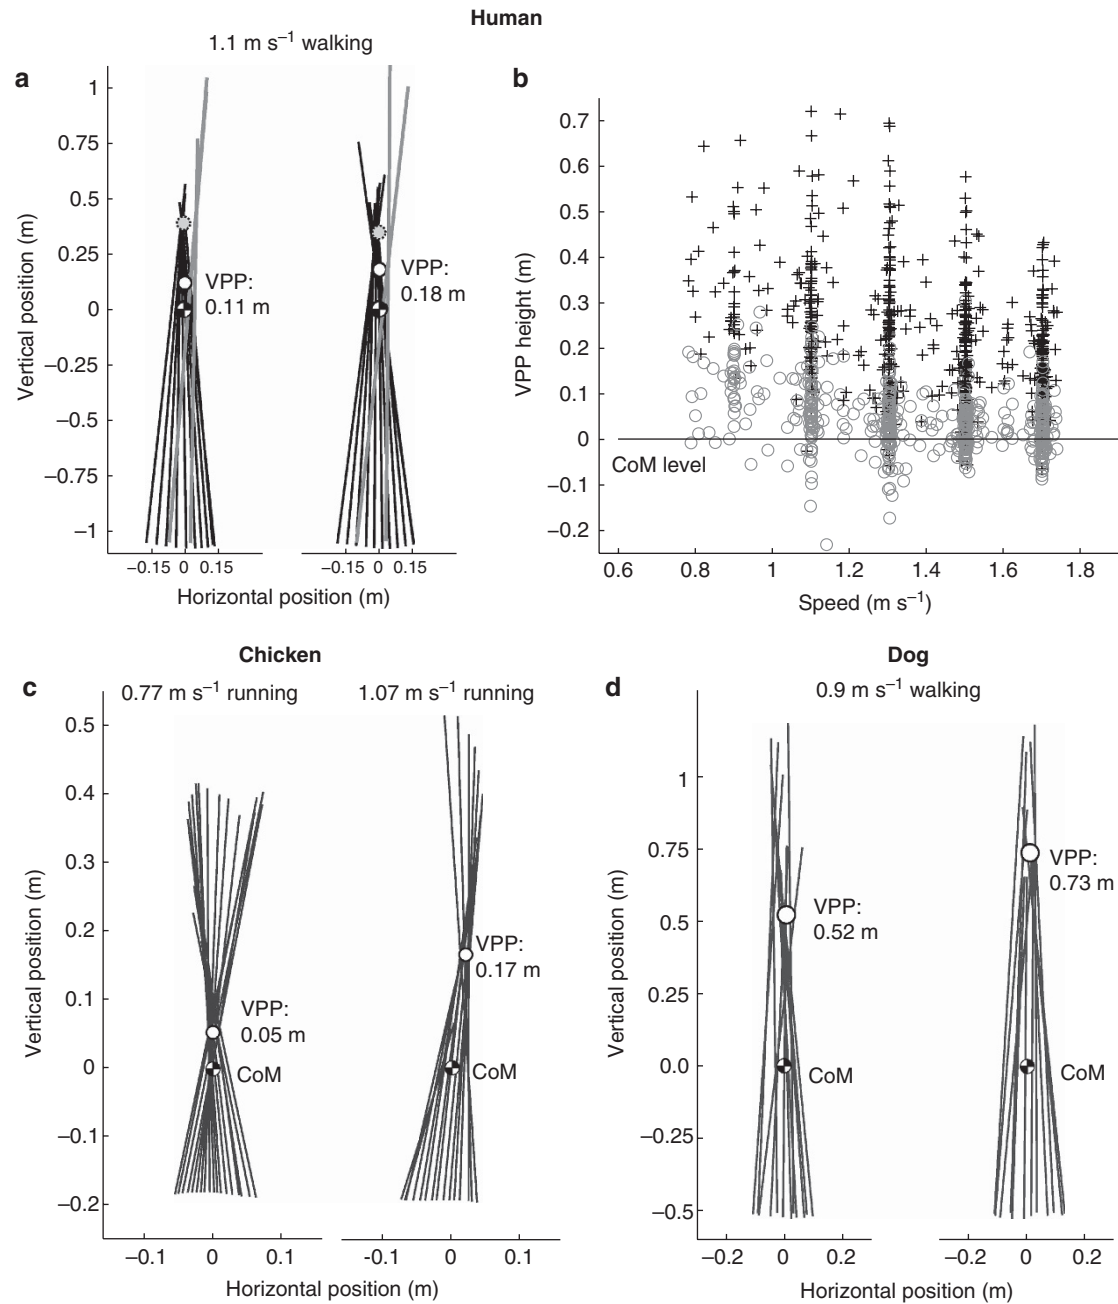 Human
a
1.1 m s⁻¹ walking
1
0.75
0.5
0.25
0
−0.25
−0.5
−0.75
−1
Vertical position (m)
VPP:
0.11 m
VPP:
0.18 m
−0.15 0 0.15
−0.15 0 0.15
Horizontal position (m)
b
0.7
0.6
0.5
0.4
0.3
0.2
0.1
0
−0.1
−0.2
VPP height (m)
CoM level
0.6 0.8 1 1.2 1.4 1.6 1.8
Speed (m s⁻¹)
Chicken
c
0.77 m s⁻¹ running
1.07 m s⁻¹ running
0.5
0.4
0.3
0.2
0.1
0
−0.1
−0.2
Vertical position (m)
VPP:
0.05 m
CoM
VPP:
0.17 m
CoM
−0.1 0 0.1
-0.1 0 0.1
Horizontal position (m)
Dog
d
0.9 m s⁻¹ walking
1
0.75
0.5
0.25
0.0
−0.25
−0.5
Vertical position (m)
VPP:
0.52 m
CoM
VPP:
0.73 m
CoM
−0.2 0 0.2
−0.2 0 0.2
Horizontal position (m)